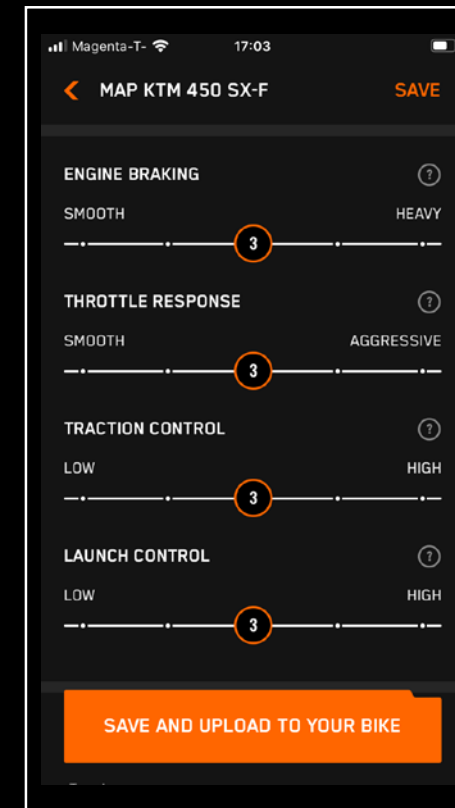 Magenta-T- 17:03
MAP KTM 450 SX-F SAVE
ENGINE BRAKING ?
SMOOTH HEAVY
3
THROTTLE RESPONSE ?
SMOOTH AGGRESSIVE
3
TRACTION CONTROL ?
LOW HIGH
3
LAUNCH CONTROL ?
LOW HIGH
3
SAVE AND UPLOAD TO YOUR BIKE